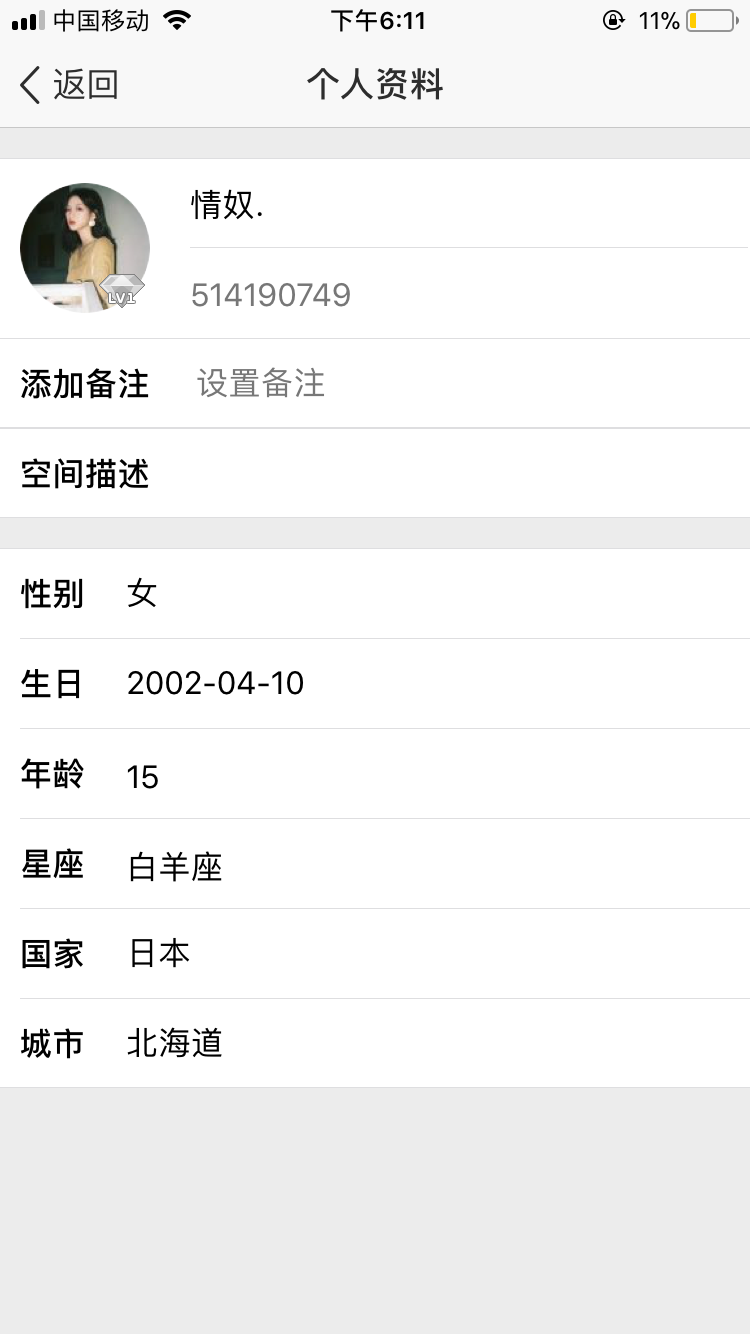 中国移动 下午6:11 11%
返回 个人资料
情奴.
LV1
514190749
添加备注 设置备注
空间描述
性别 女
生日 2002-04-10
年龄 15
星座 白羊座
国家 日本
城市 北海道